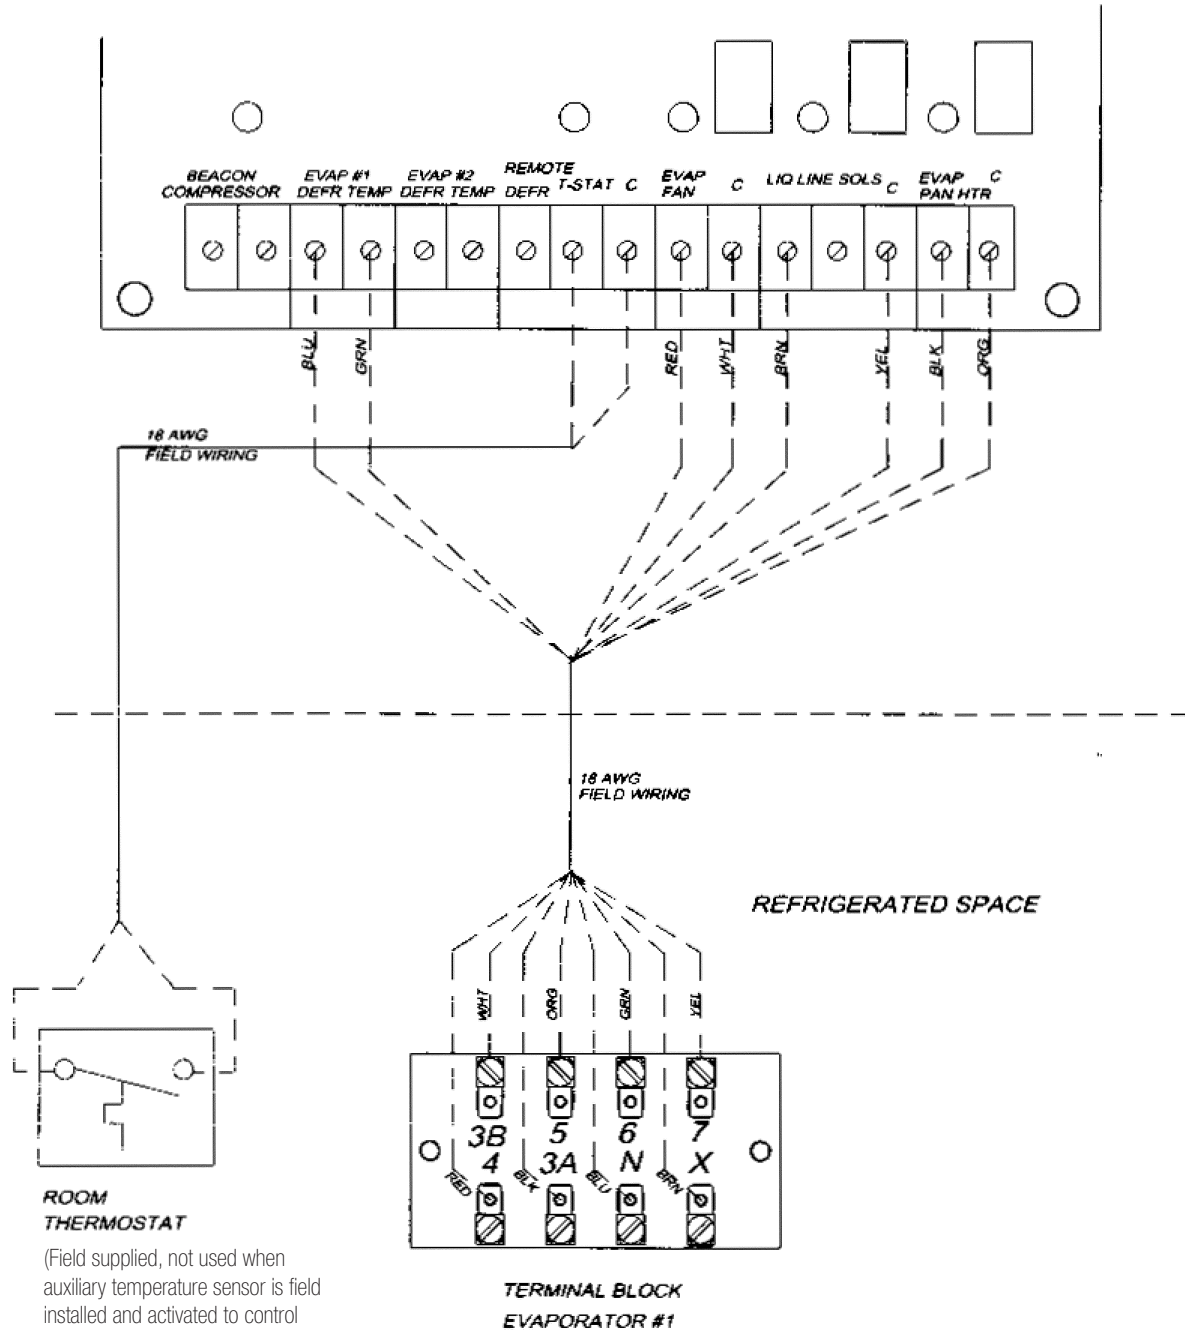 BEACON COMPRESSOR
EVAP #1 DEFR TEMP
EVAP #2 DEFR TEMP
REMOTE DEFR T-STAT C
EVAP FAN
C
LIQ LINE SOLS C
EVAP PAN HTR
C
BLU
GRN
RED
WHT
BRN
YEL
BLK
ORG
18 AWG
FIELD WIRING
18 AWG
FIELD WIRING
REFRIGERATED SPACE
WHT
ORG
GRN
YEL
3B 5 6 7
4 3A N X
RED
BLK
BLU
BRN
ROOM
THERMOSTAT
(Field supplied, not used when
auxiliary temperature sensor is field
installed and activated to control
TERMINAL BLOCK
EVAPORATOR #1